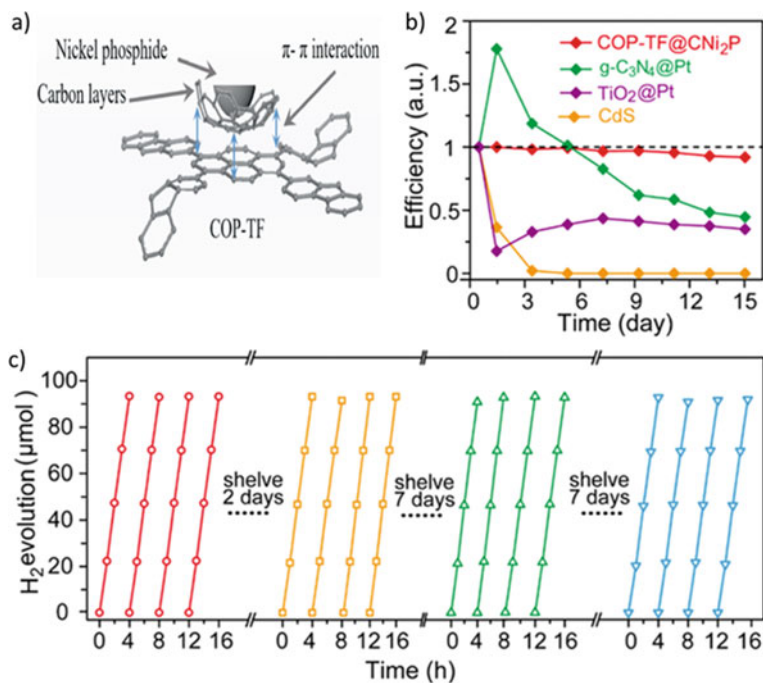 a)
Nickel phosphide
π- π interaction
Carbon layers
COP-TF
b)
2
1.5
1
0.5
0
Efficiency (a.u.)
COP-TF@CNi₂P
g-C₃N₄@Pt
TiO₂@Pt
CdS
0 3 6 9 12 15
Time (day)
c)
100
80
60
40
20
0
H₂ evolution (μmol)
shelve
2 days
shelve
7 days
shelve
7 days
0 4 8 12 16 0 4 8 12 16 0 4 8 12 16 0 4 8 12 16
Time (h)